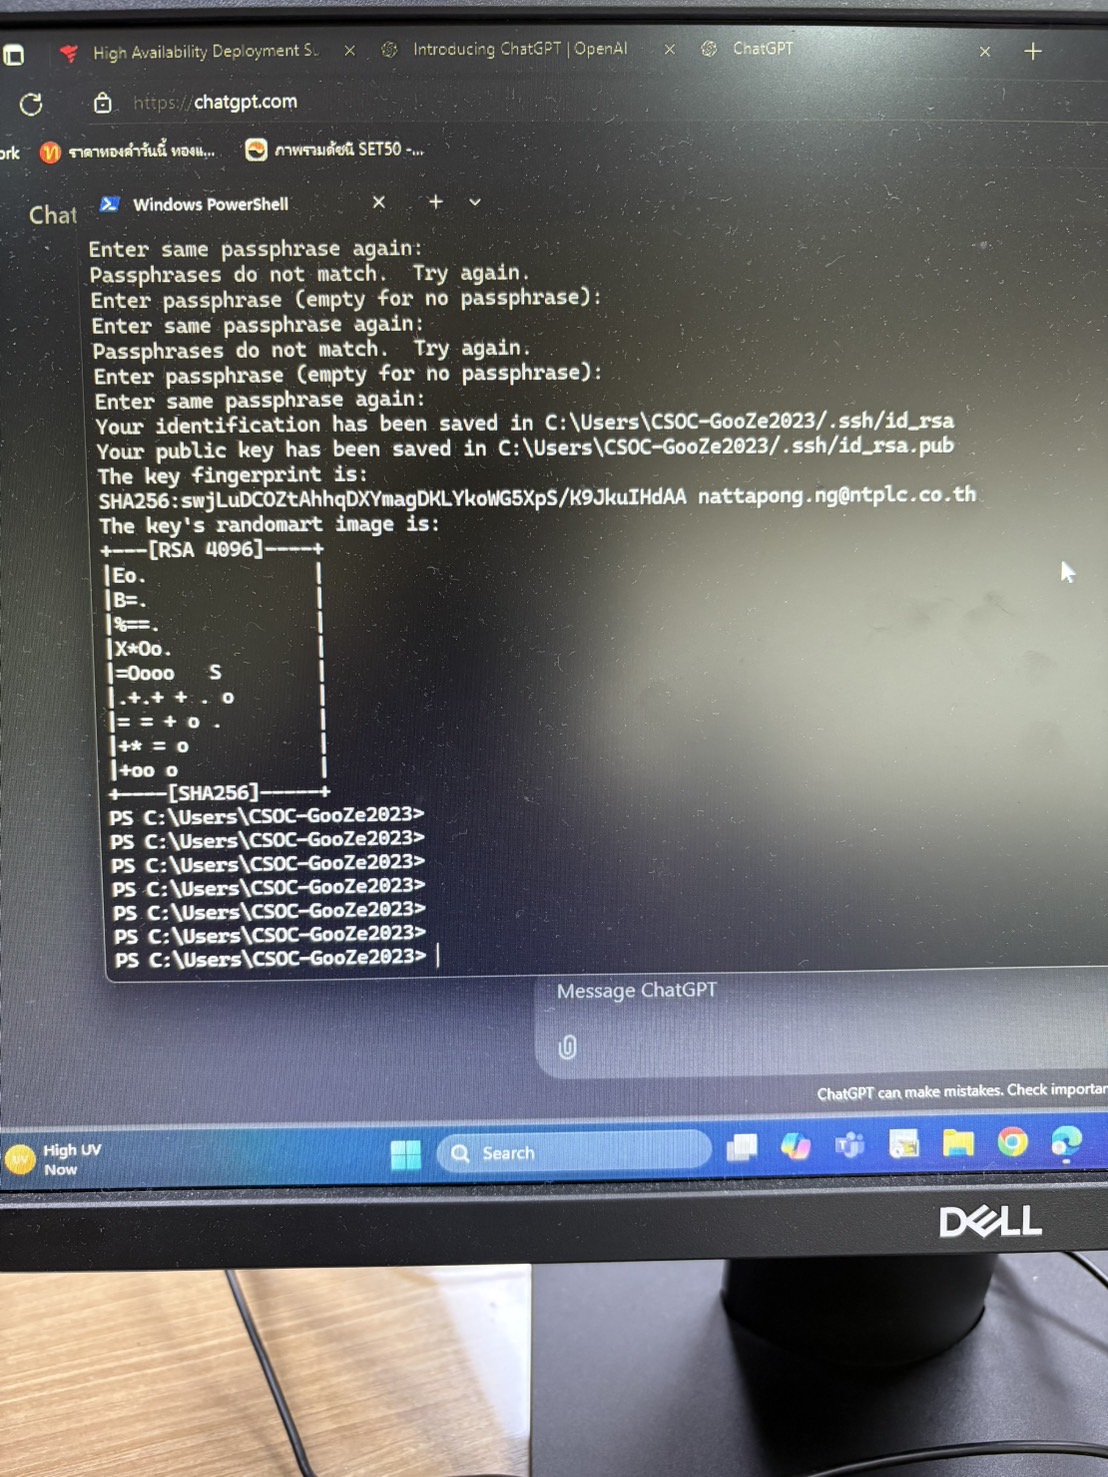 High Availability Deployment Su
Introducing ChatGPT | OpenAI
ChatGPT
https://chatgpt.com
ork
ราคาทองคำวันนี้ ทองแ...
ภาพรวมดัชนี SET50 -...
Chat
Windows PowerShell
Enter same passphrase again:
Passphrases do not match.  Try again.
Enter passphrase (empty for no passphrase):
Enter same passphrase again:
Passphrases do not match.  Try again.
Enter passphrase (empty for no passphrase):
Enter same passphrase again:
Your identification has been saved in C:\Users\CSOC-GooZe2023/.ssh/id_rsa
Your public key has been saved in C:\Users\CSOC-GooZe2023/.ssh/id_rsa.pub
The key fingerprint is:
SHA256:swjLuDCOZtAhhqDXYmagDKLYkoWG5XpS/K9JkuIHdAA nattapong.ng@ntplc.co.th
The key's randomart image is:
+---[RSA 4096]----+
|Eo.              |
|B=.              |
|%==.             |
|X*Oo.            |
|=Oooo   S        |
|.+.+ + . o       |
|= = + o .        |
|+* = o           |
|+oo o            |
+----[SHA256]-----+
PS C:\Users\CSOC-GooZe2023>
PS C:\Users\CSOC-GooZe2023>
PS C:\Users\CSOC-GooZe2023>
PS C:\Users\CSOC-GooZe2023>
PS C:\Users\CSOC-GooZe2023>
PS C:\Users\CSOC-GooZe2023>
PS C:\Users\CSOC-GooZe2023>
Message ChatGPT
ChatGPT can make mistakes. Check importan
High UV
Now
Search
DELL